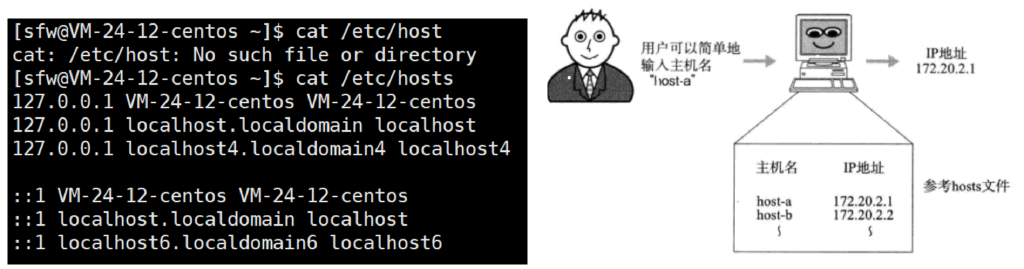 [sfw@VM-24-12-centos ~]$ cat /etc/host
cat: /etc/host: No such file or directory
[sfw@VM-24-12-centos ~]$ cat /etc/hosts
127.0.0.1 VM-24-12-centos VM-24-12-centos
127.0.0.1 localhost.localdomain localhost
127.0.0.1 localhost4.localdomain4 localhost4
::1 VM-24-12-centos VM-24-12-centos
::1 localhost.localdomain localhost
::1 localhost6.localdomain6 localhost6
用户可以简单地
输入主机名
“host-a”
IP地址
172.20.2.1
主机名 IP地址
host-a 172.20.2.1
host-b 172.20.2.2
参考hosts文件